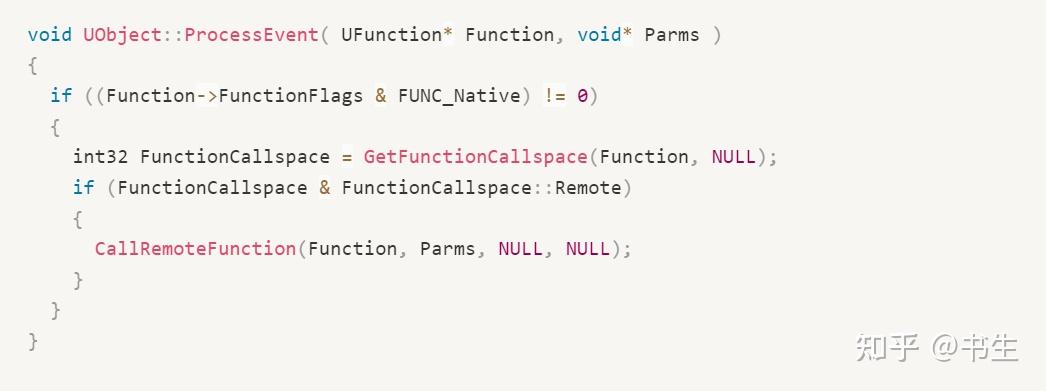 void UObject::ProcessEvent( UFunction* Function, void* Parms )
{
  if ((Function->FunctionFlags & FUNC_Native) != 0)
  {
    int32 FunctionCallspace = GetFunctionCallspace(Function, NULL);
    if (FunctionCallspace & FunctionCallspace::Remote)
    {
      CallRemoteFunction(Function, Parms, NULL, NULL);
    }
  }
}
知乎 @书生